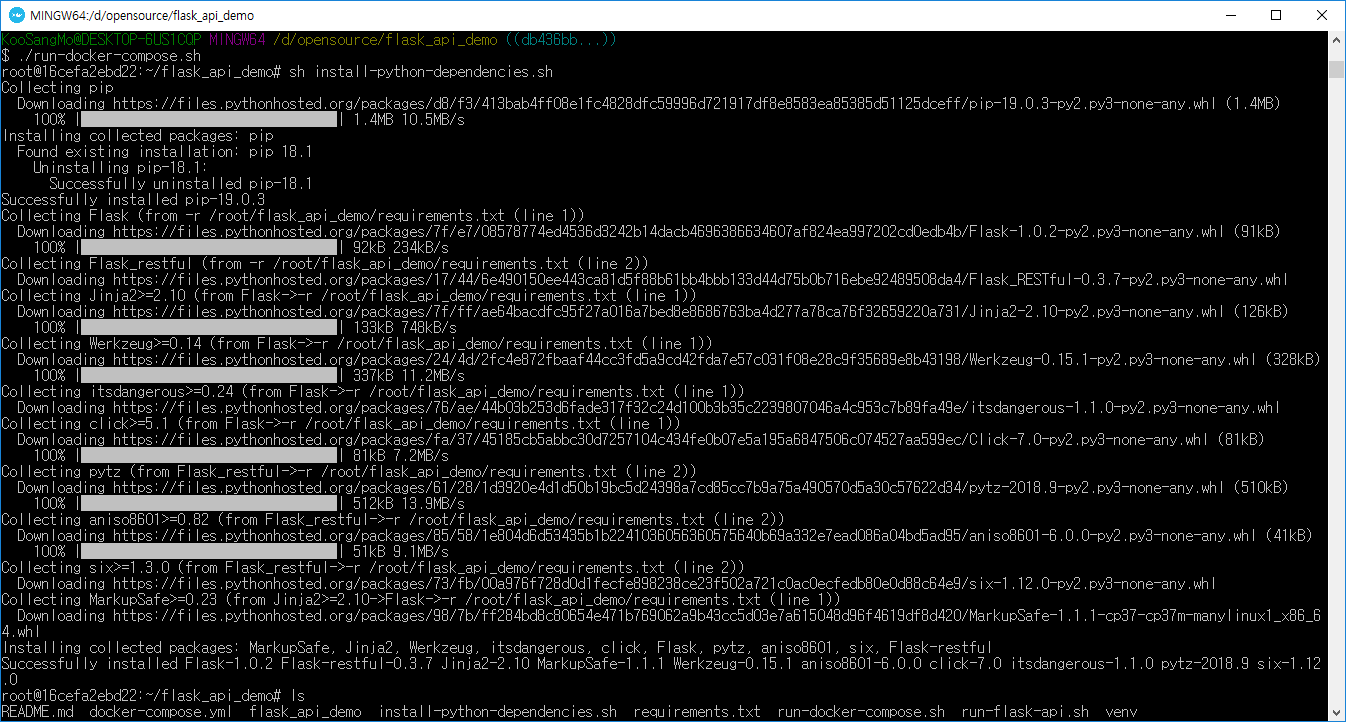 MINGW64:/d/opensource/flask_api_demo
KooSangMo@DESKTOP-6US1COP MINGW64 /d/opensource/flask_api_demo ((db436bb...))
$ ./run-docker-compose.sh
root@16cefa2ebd22:~/flask_api_demo# sh install-python-dependencies.sh
Collecting pip
Downloading https://files.pythonhosted.org/packages/d8/f3/413bab4ff08e1fc4828dfc59996d721917df8e8583ea85385d51125dceff/pip-19.0.3-py2.py3-none-any.whl (1.4MB)
100% || 1.4MB 10.5MB/s
Installing collected packages: pip
Found existing installation: pip 18.1
Uninstalling pip-18.1:
Successfully uninstalled pip-18.1
Successfully installed pip-19.0.3
Collecting Flask (from -r /root/flask_api_demo/requirements.txt (line 1))
Downloading https://files.pythonhosted.org/packages/7f/e7/08578774ed4536d3242b14dacb4696386634607af824ea997202cd0edb4b/Flask-1.0.2-py2.py3-none-any.whl (91kB)
100% || 92kB 234kB/s
Collecting Flask_restful (from -r /root/flask_api_demo/requirements.txt (line 2))
Downloading https://files.pythonhosted.org/packages/17/44/6e490150ee443ca81d5f88b61bb4bbb133d44d75b0b716ebe92489508da4/Flask_RESTful-0.3.7-py2.py3-none-any.whl
Collecting Jinja2>=2.10 (from Flask->-r /root/flask_api_demo/requirements.txt (line 1))
Downloading https://files.pythonhosted.org/packages/7f/ff/ae64bacdfc95f27a016a7bed8e8686763ba4d277a78ca76f32659220a731/Jinja2-2.10-py2.py3-none-any.whl (126kB)
100% || 133kB 748kB/s
Collecting Werkzeug>=0.14 (from Flask->-r /root/flask_api_demo/requirements.txt (line 1))
Downloading https://files.pythonhosted.org/packages/24/4d/2fc4e872fbaaf44cc3fd5a9cd42fda7e57c031f08e28c9f35689e8b43198/Werkzeug-0.15.1-py2.py3-none-any.whl (328kB)
100% || 337kB 11.2MB/s
Collecting itsdangerous>=0.24 (from Flask->-r /root/flask_api_demo/requirements.txt (line 1))
Downloading https://files.pythonhosted.org/packages/76/ae/44b03b253d6fade317f32c24d100b3b35c2239807046a4c953c7b89fa49e/itsdangerous-1.1.0-py2.py3-none-any.whl
Collecting click>=5.1 (from Flask->-r /root/flask_api_demo/requirements.txt (line 1))
Downloading https://files.pythonhosted.org/packages/fa/37/45185cb5abbc30d7257104c434fe0b07e5a195a6847506c074527aa599ec/Click-7.0-py2.py3-none-any.whl (81kB)
100% || 81kB 7.2MB/s
Collecting pytz (from Flask_restful->-r /root/flask_api_demo/requirements.txt (line 2))
Downloading https://files.pythonhosted.org/packages/61/28/1d3920e4d1d50b19bc5d24398a7cd85cc7b9a75a490570d5a30c57622d34/pytz-2018.9-py2.py3-none-any.whl (510kB)
100% || 512kB 13.9MB/s
Collecting aniso8601>=0.82 (from Flask_restful->-r /root/flask_api_demo/requirements.txt (line 2))
Downloading https://files.pythonhosted.org/packages/85/58/1e804d6d53435b1b2241036056360575640b69a332e7ead086a04bd5ad95/aniso8601-6.0.0-py2.py3-none-any.whl (41kB)
100% || 51kB 9.1MB/s
Collecting six>=1.3.0 (from Flask_restful->-r /root/flask_api_demo/requirements.txt (line 2))
Downloading https://files.pythonhosted.org/packages/73/fb/00a976f728d0d1fecfe898238ce23f502a721c0ac0ecfedb80e0d88c64e9/six-1.12.0-py2.py3-none-any.whl
Collecting MarkupSafe>=0.23 (from Jinja2>=2.10->Flask->-r /root/flask_api_demo/requirements.txt (line 1))
Downloading https://files.pythonhosted.org/packages/98/7b/ff284bd8c80654e471b769062a9b43cc5d03e7a615048d96f4619df8d420/MarkupSafe-1.1.1-cp37-cp37m-manylinux1_x86_6
4.whl
Installing collected packages: MarkupSafe, Jinja2, Werkzeug, itsdangerous, click, Flask, pytz, aniso8601, six, Flask-restful
Successfully installed Flask-1.0.2 Flask-restful-0.3.7 Jinja2-2.10 MarkupSafe-1.1.1 Werkzeug-0.15.1 aniso8601-6.0.0 click-7.0 itsdangerous-1.1.0 pytz-2018.9 six-1.12
.0
root@16cefa2ebd22:~/flask_api_demo# ls
README.md docker-compose.yml flask_api_demo install-python-dependencies.sh requirements.txt run-docker-compose.sh run-flask-api.sh venv